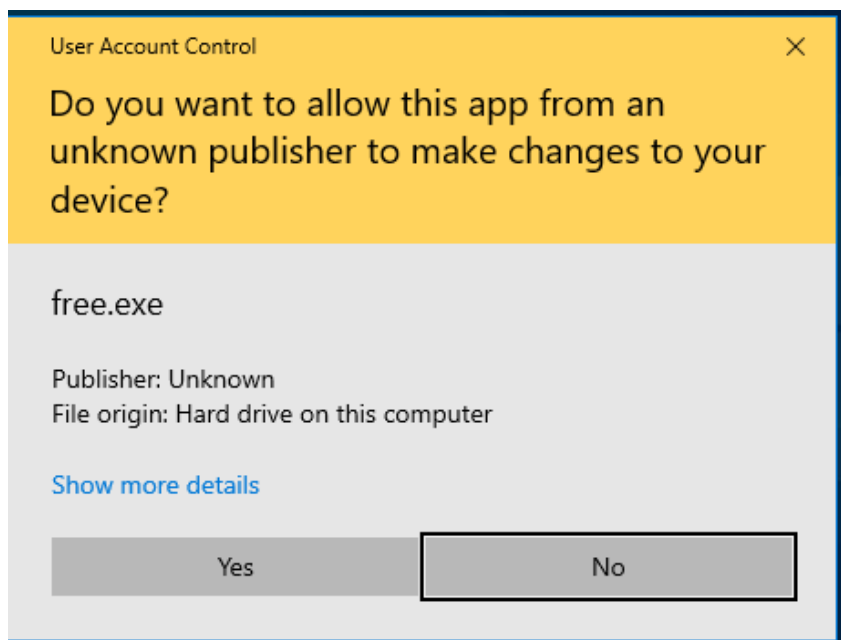 User Account Control
Do you want to allow this app from an
unknown publisher to make changes to your
device?
free.exe
Publisher: Unknown
File origin: Hard drive on this computer
Show more details
Yes
No